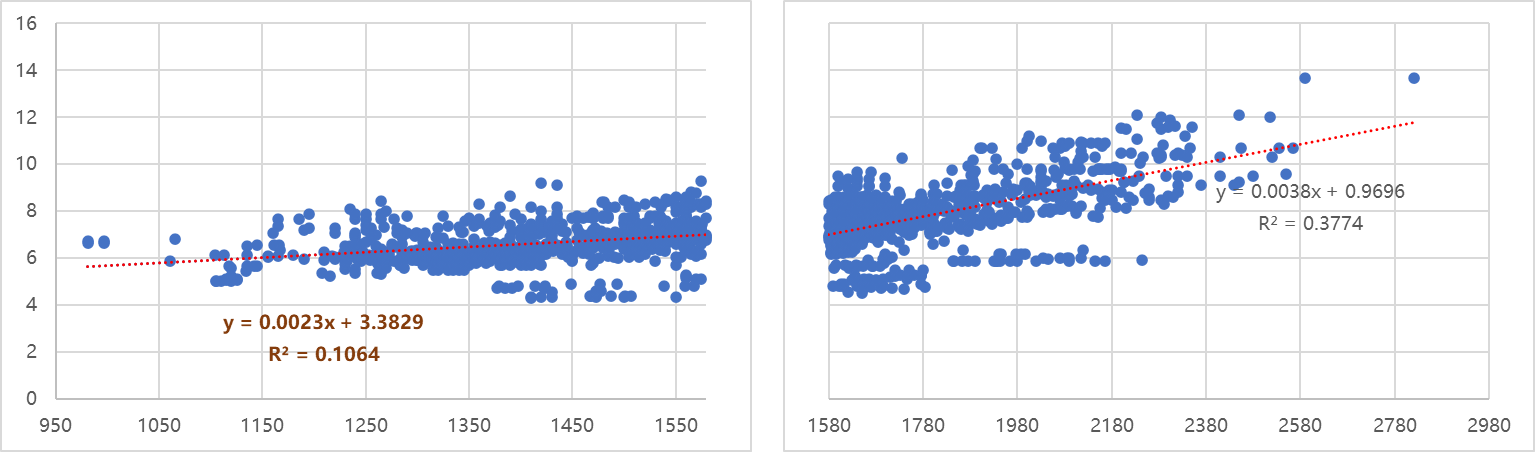 16
14
12
10
8
6
4
2
0
950 1050 1150 1250 1350 1450 1550
y = 0.0023x + 3.3829
R² = 0.1064
1580 1780 1980 2180 2380 2580 2780 2980
y = 0.0038x + 0.9696
R² = 0.3774